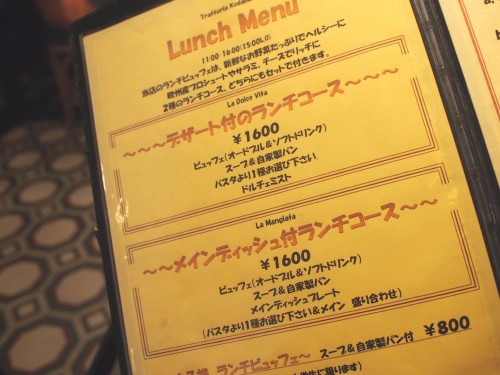 Trattoria
Lunch Menu
11:00-16:00(15:00L.O)
当店のランチビュッフェは、新鮮なお野菜たっぷりでヘルシーに
欧州産プロシュートやサラミ、チーズでリッチに
2種のランチコース、どちらにもセットで付きます。
La Dolce Vita
～～～デザート付のランチコース～～～
￥1600
ビュッフェ(オードブル&ソフトドリンク)
スープ&自家製パン
パスタより1種お選び下さい
ドルチェミスト
La Mangiata
～～メインディッシュ付ランチコース～～
￥1600
ビュッフェ(オードブル&ソフトドリンク)
スープ&自家製パン
メインディッシュプレート
(パスタより1種お選び下さい&メイン 盛り合わせ)
ランチビュッフェ～ スープ&自家製パン付 ￥800
に限ります)